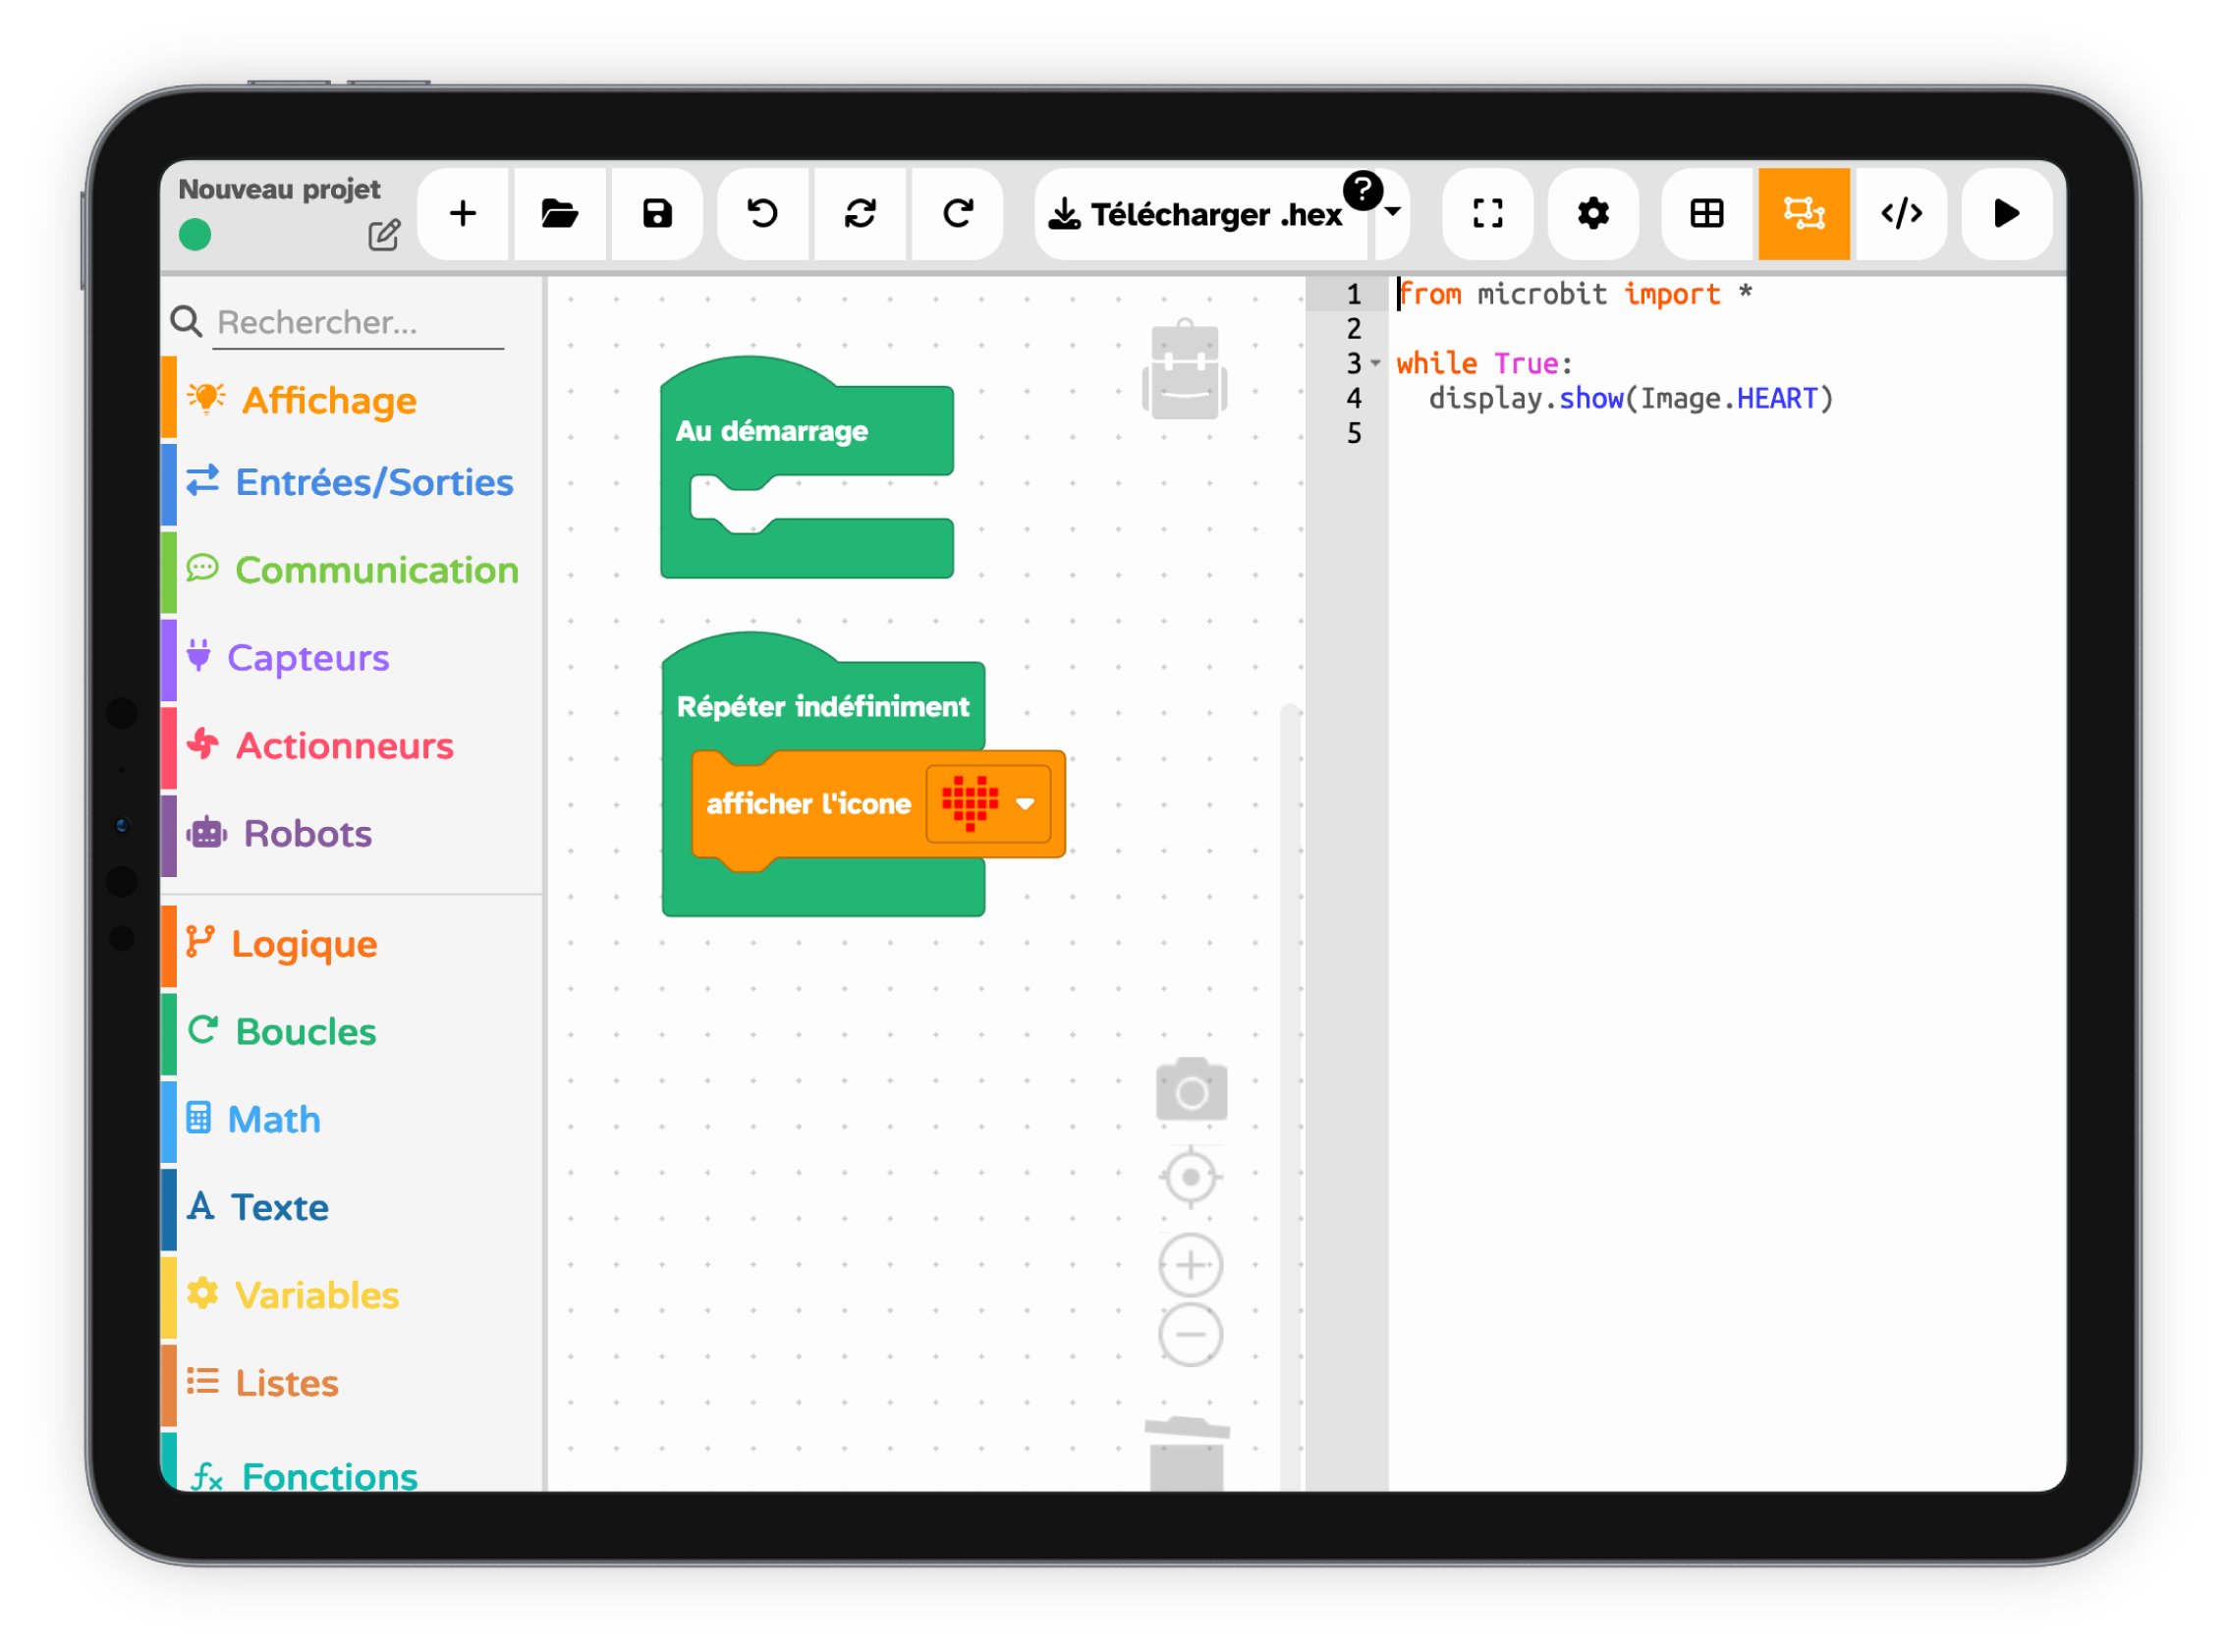 Nouveau projet
Télécharger .hex
?
Rechercher...
Affichage
Entrées/Sorties
Communication
Capteurs
Actionneurs
Robots
Logique
Boucles
Math
A Texte
Variables
Listes
fx Fonctions
Au démarrage
Répéter indéfiniment
afficher l'icone
1 from microbit import *
2
3 while True:
4 display.show(Image.HEART)
5